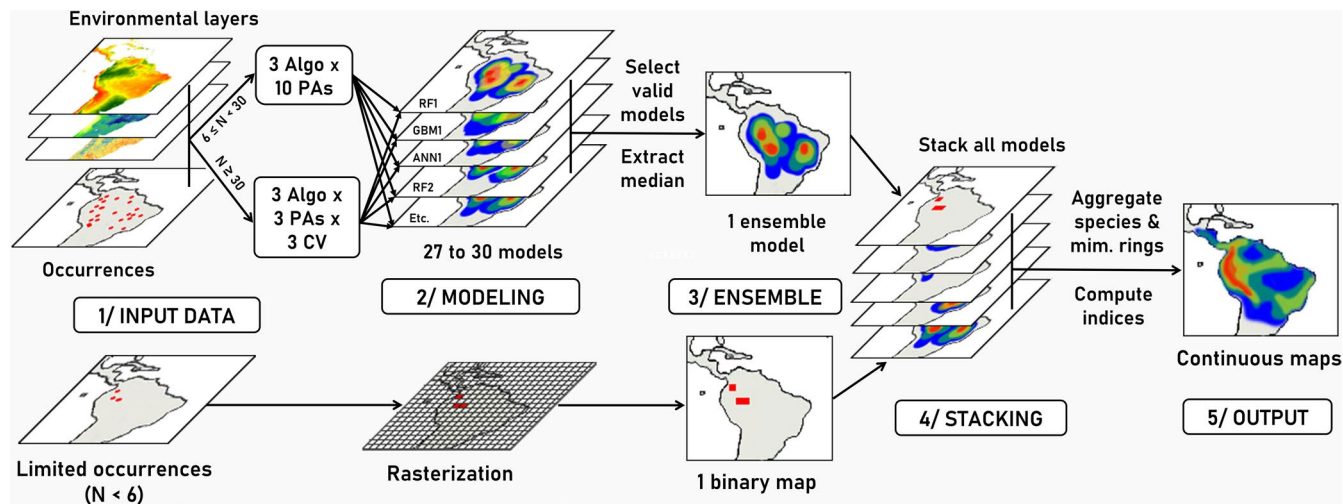 Environmental layers
Occurrences
6 ≤ N < 30
N ≥ 30
3 Algo x
10 PAs
3 Algo x
3 PAs x
3 CV
RF1
GBM1
ANN1
RF2
Etc.
27 to 30 models
Select
valid
models
Extract
median
1 ensemble
model
Stack all models
Aggregate
species &
mim. rings
Compute
indices
Continuous maps
1/ INPUT DATA
2/ MODELING
3/ ENSEMBLE
4/ STACKING
5/ OUTPUT
Limited occurrences
(N < 6)
Rasterization
1 binary map